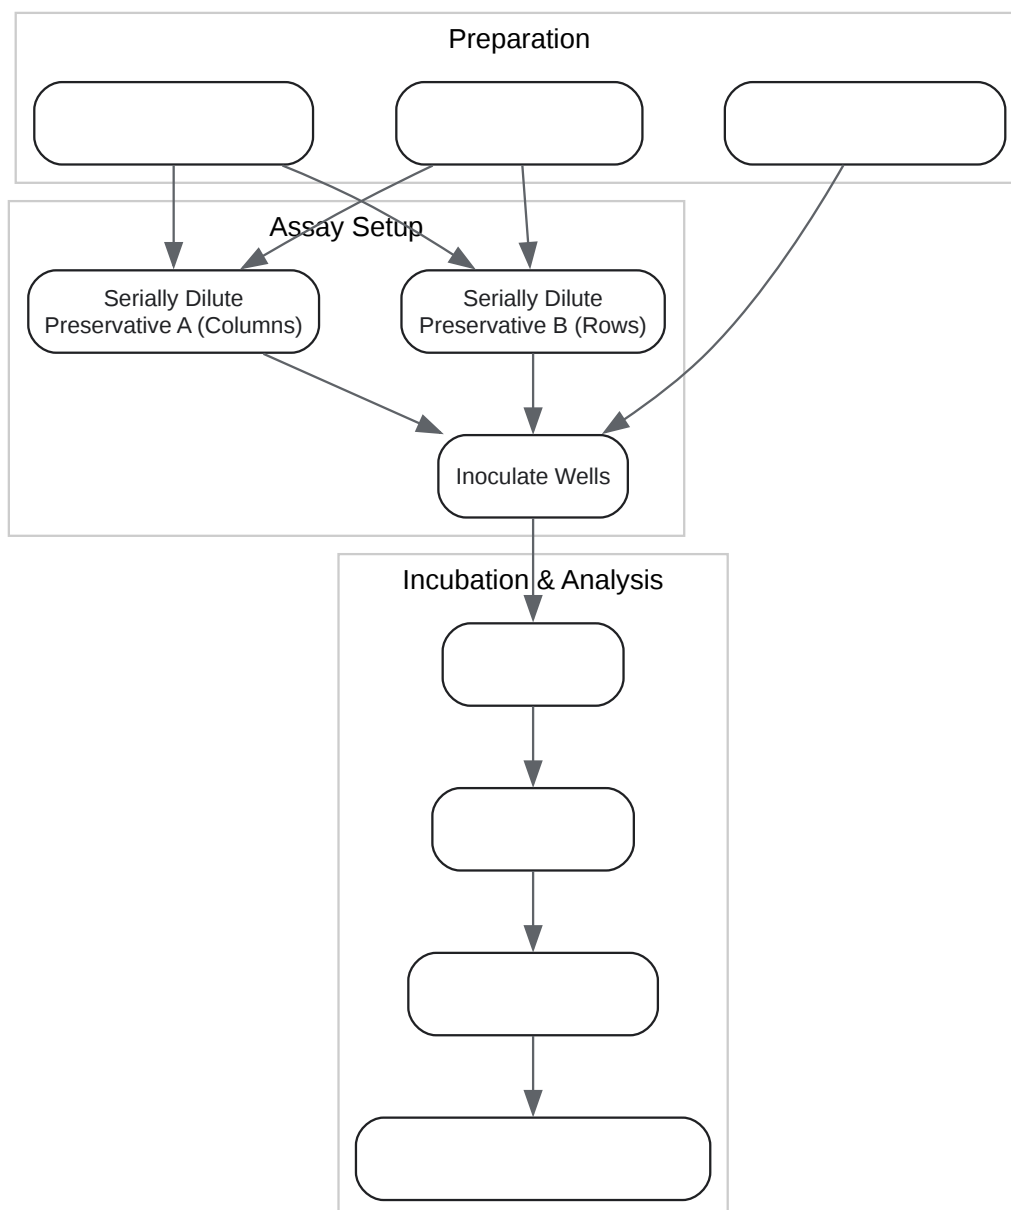 Preparation
Assay Setup
Serially Dilute
Preservative A (Columns)
Serially Dilute
Preservative B (Rows)
Inoculate Wells
Incubation & Analysis